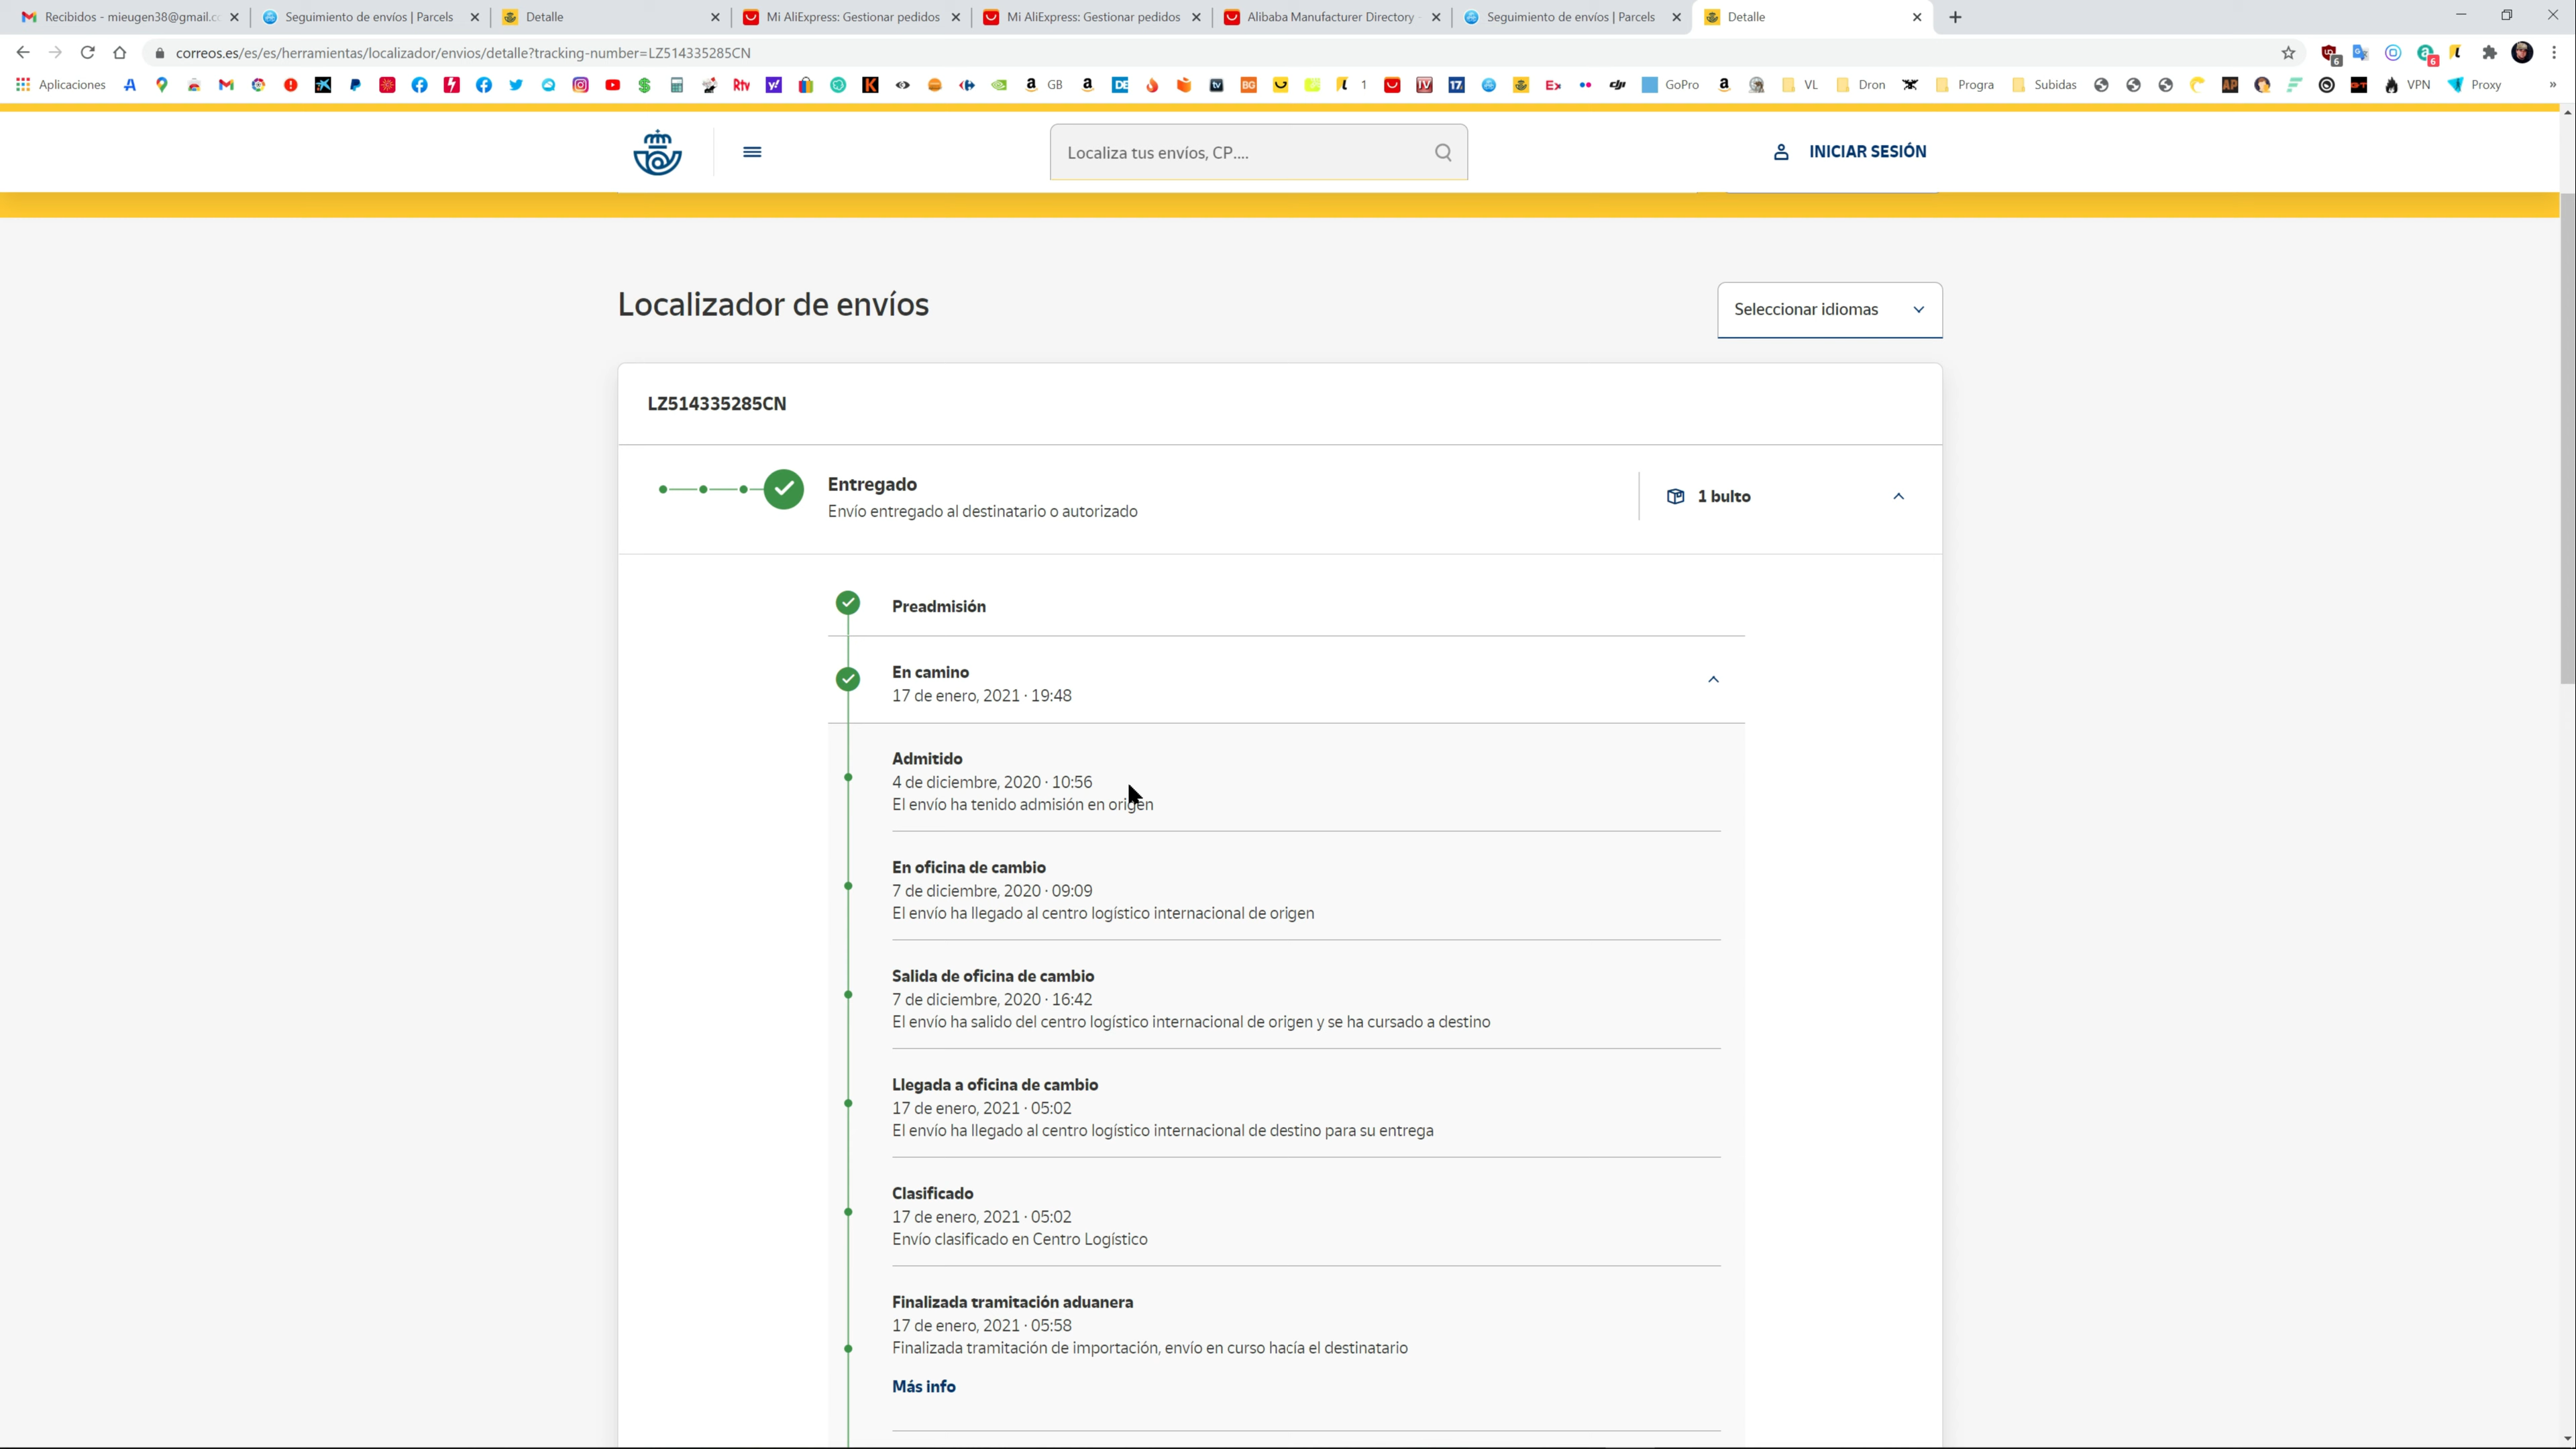 Recibidos - mieugen38@gmail.c
Seguimiento de envíos | Parcels
Detalle
Mi AliExpress: Gestionar pedidos
Mi AliExpress: Gestionar pedidos
Alibaba Manufacturer Directory
Seguimiento de envíos | Parcels
Detalle
correos.es/es/es/herramientas/localizador/envios/detalle?tracking-number=LZ514335285CN
Aplicaciones
GB
1
GoPro
VL
Dron
Progra
Subidas
VPN
Proxy
Localiza tus envíos, CP....
INICIAR SESIÓN
Localizador de envíos
Seleccionar idiomas
LZ514335285CN
Entregado
Envío entregado al destinatario o autorizado
1 bulto
Preadmisión
En camino
17 de enero, 2021 · 19:48
Admitido
4 de diciembre, 2020 · 10:56
El envío ha tenido admisión en origen
En oficina de cambio
7 de diciembre, 2020 · 09:09
El envío ha llegado al centro logístico internacional de origen
Salida de oficina de cambio
7 de diciembre, 2020 · 16:42
El envío ha salido del centro logístico internacional de origen y se ha cursado a destino
Llegada a oficina de cambio
17 de enero, 2021 · 05:02
El envío ha llegado al centro logístico internacional de destino para su entrega
Clasificado
17 de enero, 2021 · 05:02
Envío clasificado en Centro Logístico
Finalizada tramitación aduanera
17 de enero, 2021 · 05:58
Finalizada tramitación de importación, envío en curso hacía el destinatario
Más info